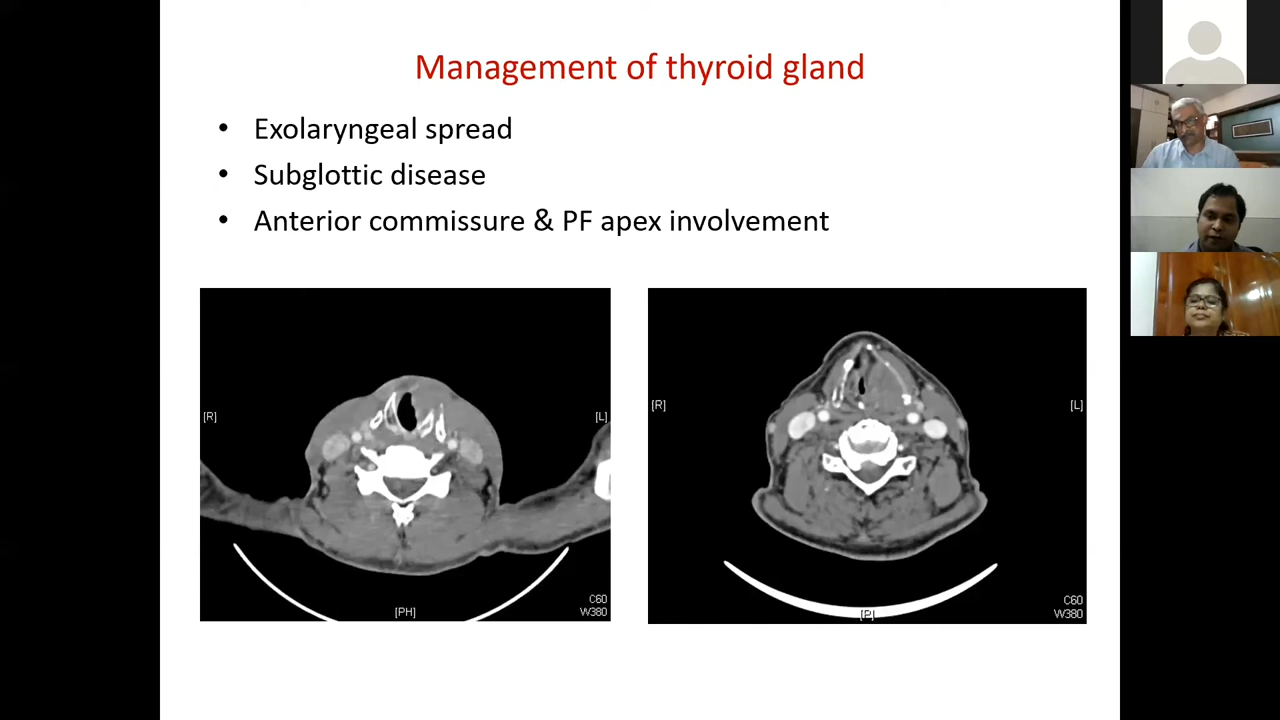 Management of thyroid gland
• Exolaryngeal spread
• Subglottic disease
• Anterior commissure & PF apex involvement
[R]
[L]
C60
W380
[PH]
[R]
[L]
C60
W380
[P]